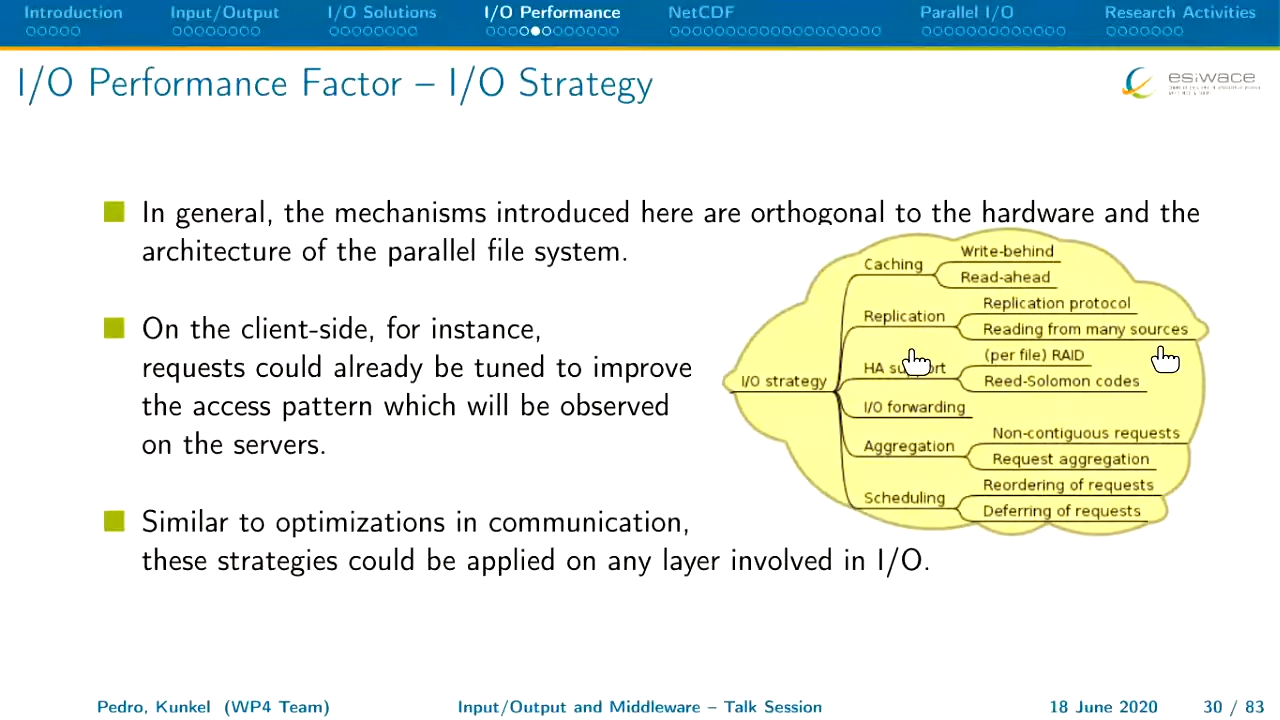 Introduction Input/Output I/O Solutions I/O Performance NetCDF Parallel I/O Research Activities
I/O Performance Factor – I/O Strategy
esiwace
In general, the mechanisms introduced here are orthogonal to the hardware and the
architecture of the parallel file system.
On the client-side, for instance,
requests could already be tuned to improve
the access pattern which will be observed
on the servers.
Similar to optimizations in communication,
these strategies could be applied on any layer involved in I/O.
I/O strategy
Caching
Write-behind
Read-ahead
Replication
Replication protocol
Reading from many sources
HA support
(per file) RAID
Reed-Solomon codes
I/O forwarding
Aggregation
Non-contiguous requests
Request aggregation
Scheduling
Reordering of requests
Deferring of requests
Pedro, Kunkel (WP4 Team) Input/Output and Middleware – Talk Session 18 June 2020 30 / 83